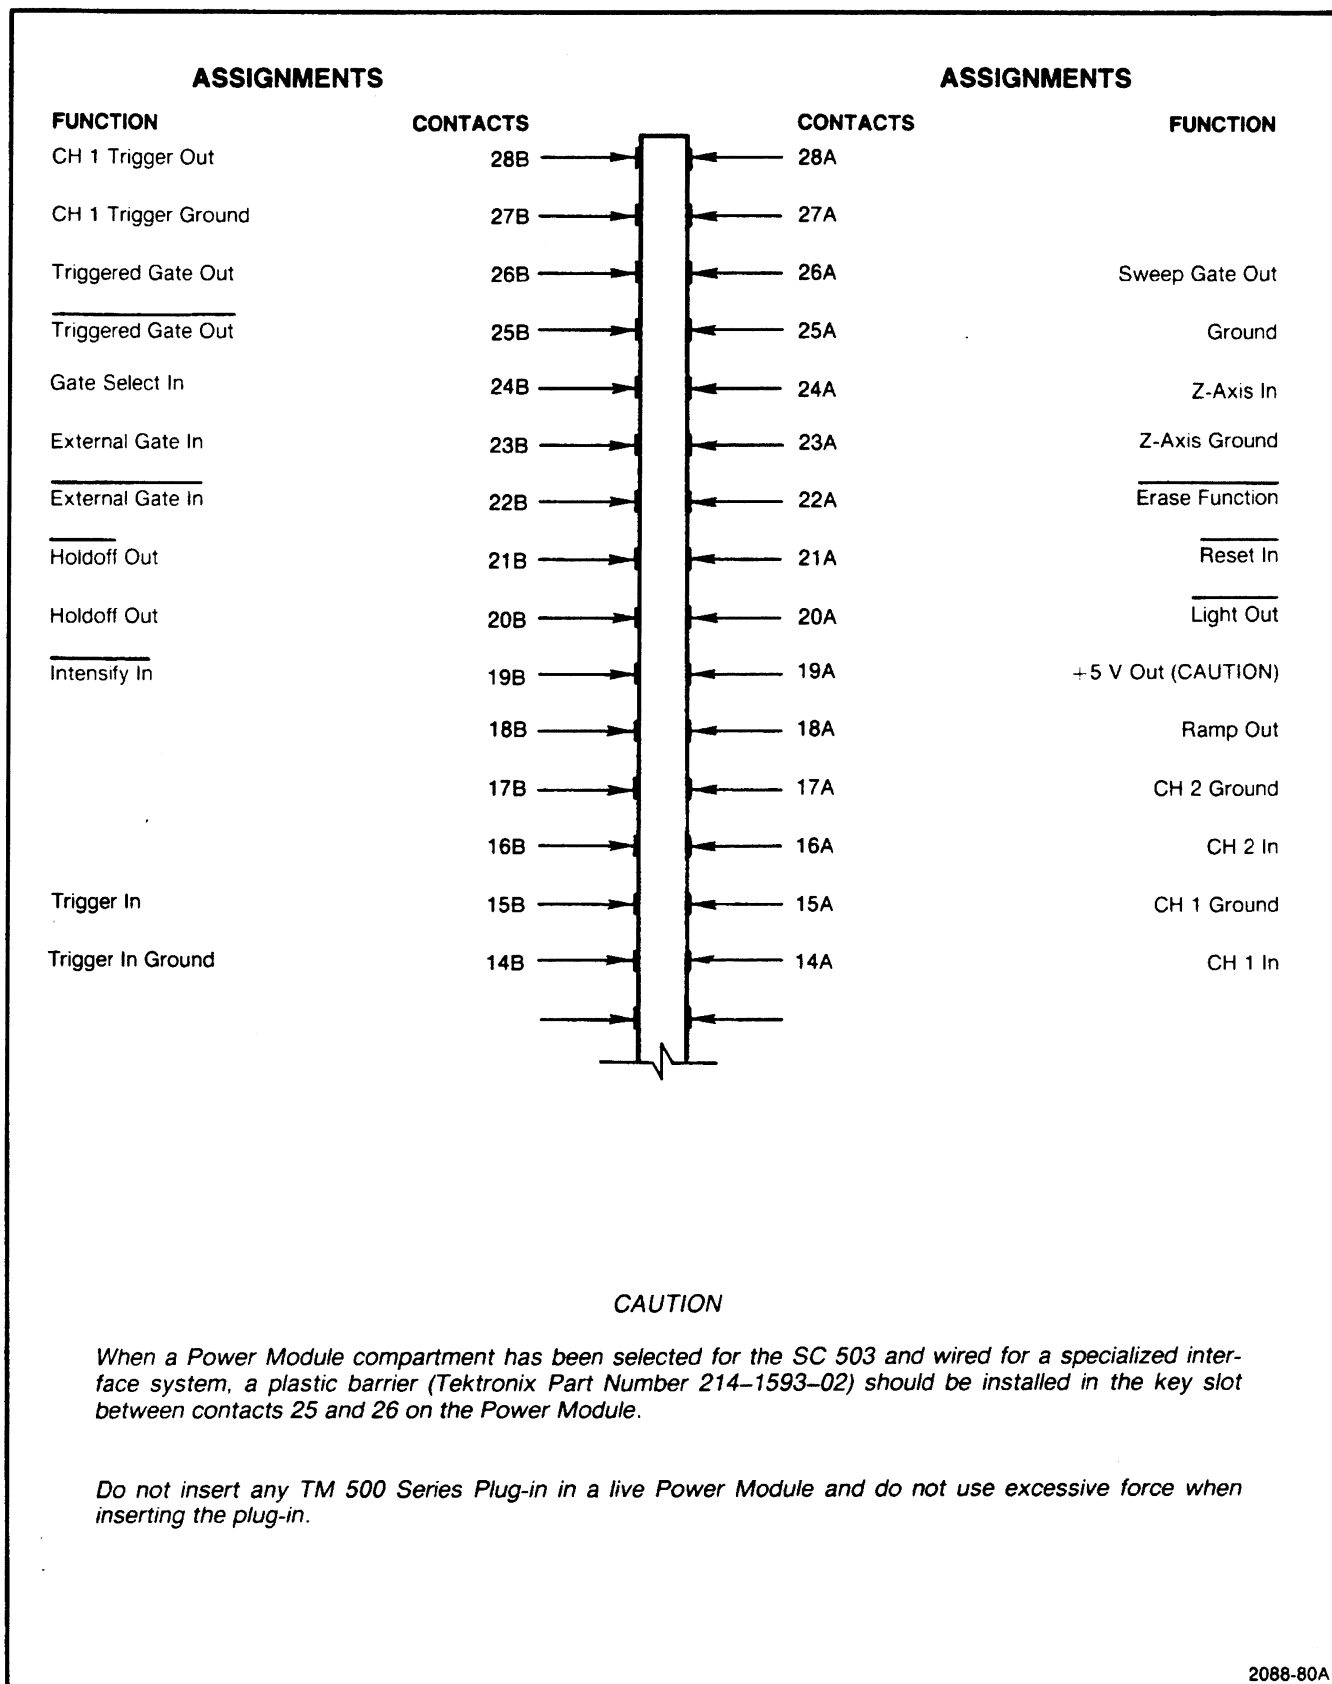 ASSIGNMENTS ASSIGNMENTS
FUNCTION CONTACTS CONTACTS FUNCTION
CH 1 Trigger Out 28B 28A
CH 1 Trigger Ground 27B 27A
Triggered Gate Out 26B 26A Sweep Gate Out
Triggered Gate Out 25B 25A Ground
Gate Select In 24B 24A Z-Axis In
External Gate In 23B 23A Z-Axis Ground
External Gate In 22B 22A Erase Function
Holdoff Out 21B 21A Reset In
Holdoff Out 20B 20A Light Out
Intensify In 19B 19A +5 V Out (CAUTION)
18B 18A Ramp Out
17B 17A CH 2 Ground
16B 16A CH 2 In
Trigger In 15B 15A CH 1 Ground
Trigger In Ground 14B 14A CH 1 In
CAUTION
When a Power Module compartment has been selected for the SC 503 and wired for a specialized inter-
face system, a plastic barrier (Tektronix Part Number 214–1593–02) should be installed in the key slot
between contacts 25 and 26 on the Power Module.
Do not insert any TM 500 Series Plug-in in a live Power Module and do not use excessive force when
inserting the plug-in.
2088-80A